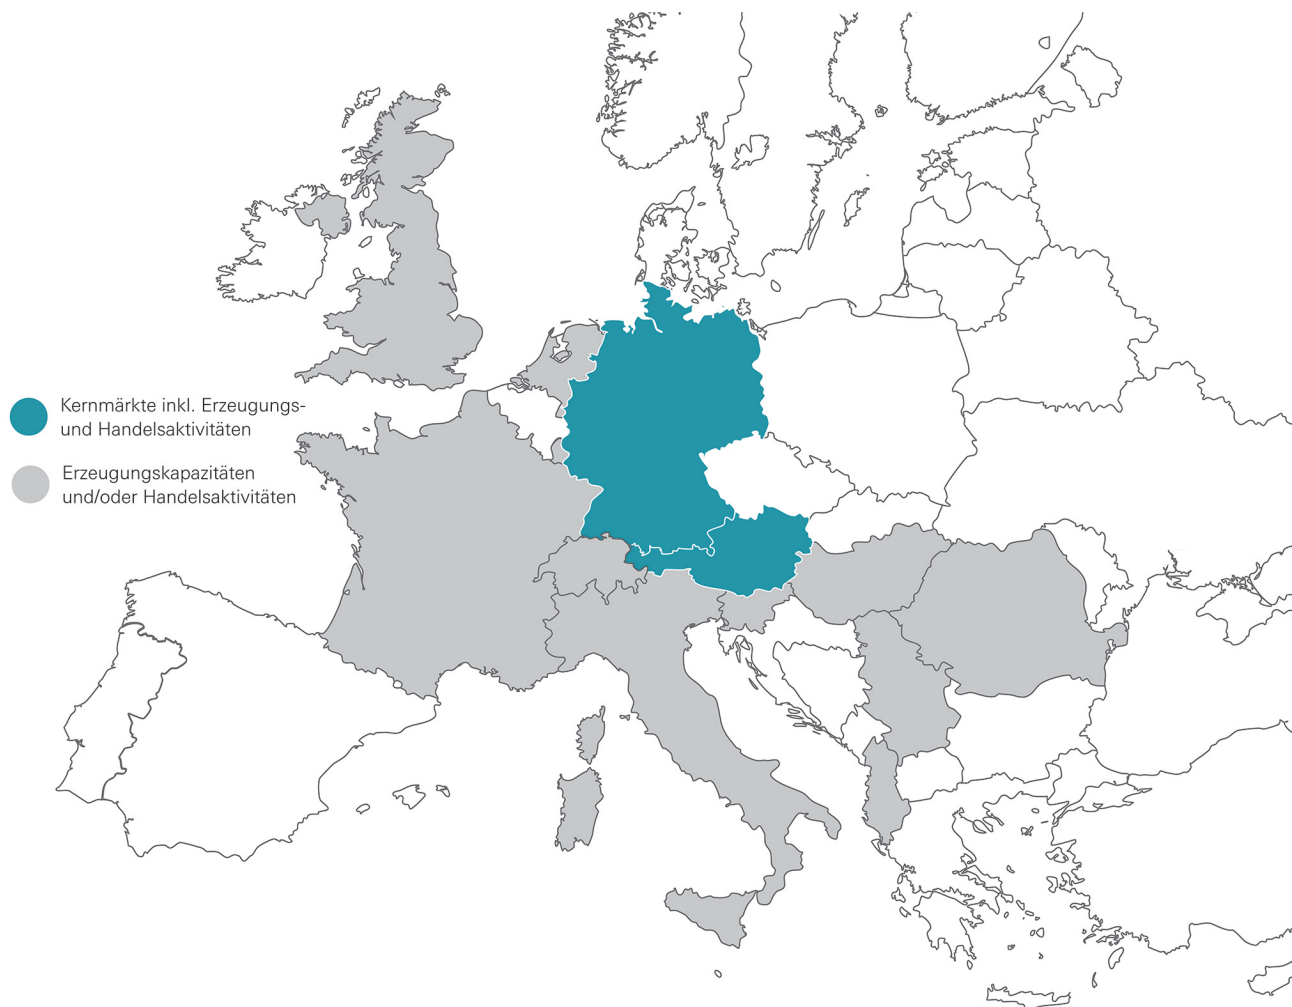 Kernmärkte inkl. Erzeugungs-
und Handelsaktivitäten
Erzeugungskapazitäten
und/oder Handelsaktivitäten